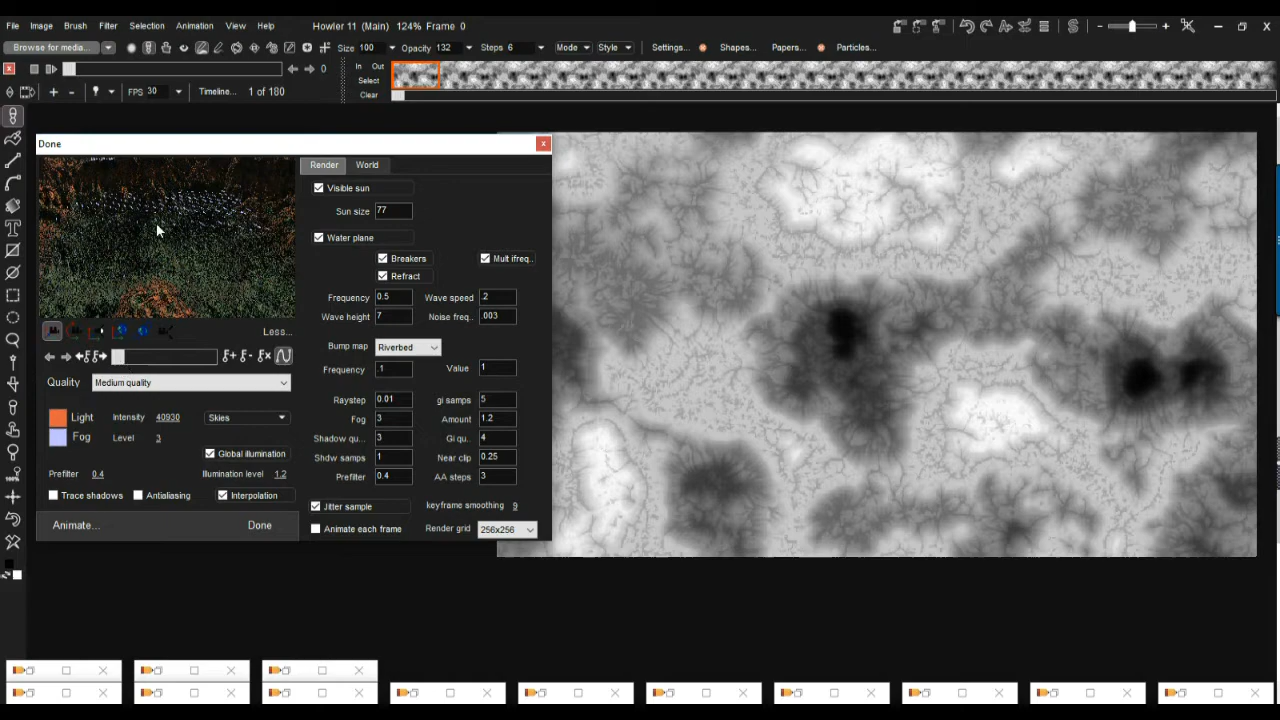 File Image Brush Filter Selection Animation View Help Howler 11 (Main) 124% Frame 0
Browse for media... Size 100 Opacity 132 Steps 6 Mode Style Settings... Shapes... Papers... Particles...
0 In Out
Select
FPS 30 Timeline... 1 of 180 Clear
Done
Render World
Visible sun
Sun size 77
Water plane
Breakers Mult ifreq..
Refract
Frequency 0.5 Wave speed .2
Wave height 7 Noise freq.. .003
Less...
Bump map Riverbed
Frequency .1 Value 1
Quality Medium quality
Raystep 0.01 gi samps 5
Light Intensity 40930 Skies
Fog 3 Amount 1.2
Fog Level 3
Shadow qu... 3 Gi qu.. 4
Global illumination
Shdw samps 1 Near clip 0.25
Prefilter 0.4 Illumination level 1.2
Prefilter 0.4 AA steps 3
Trace shadows Antialiasing Interpolation
Jitter sample keyframe smoothing 9
Animate... Done
Animate each frame Render grid 256x256
100%